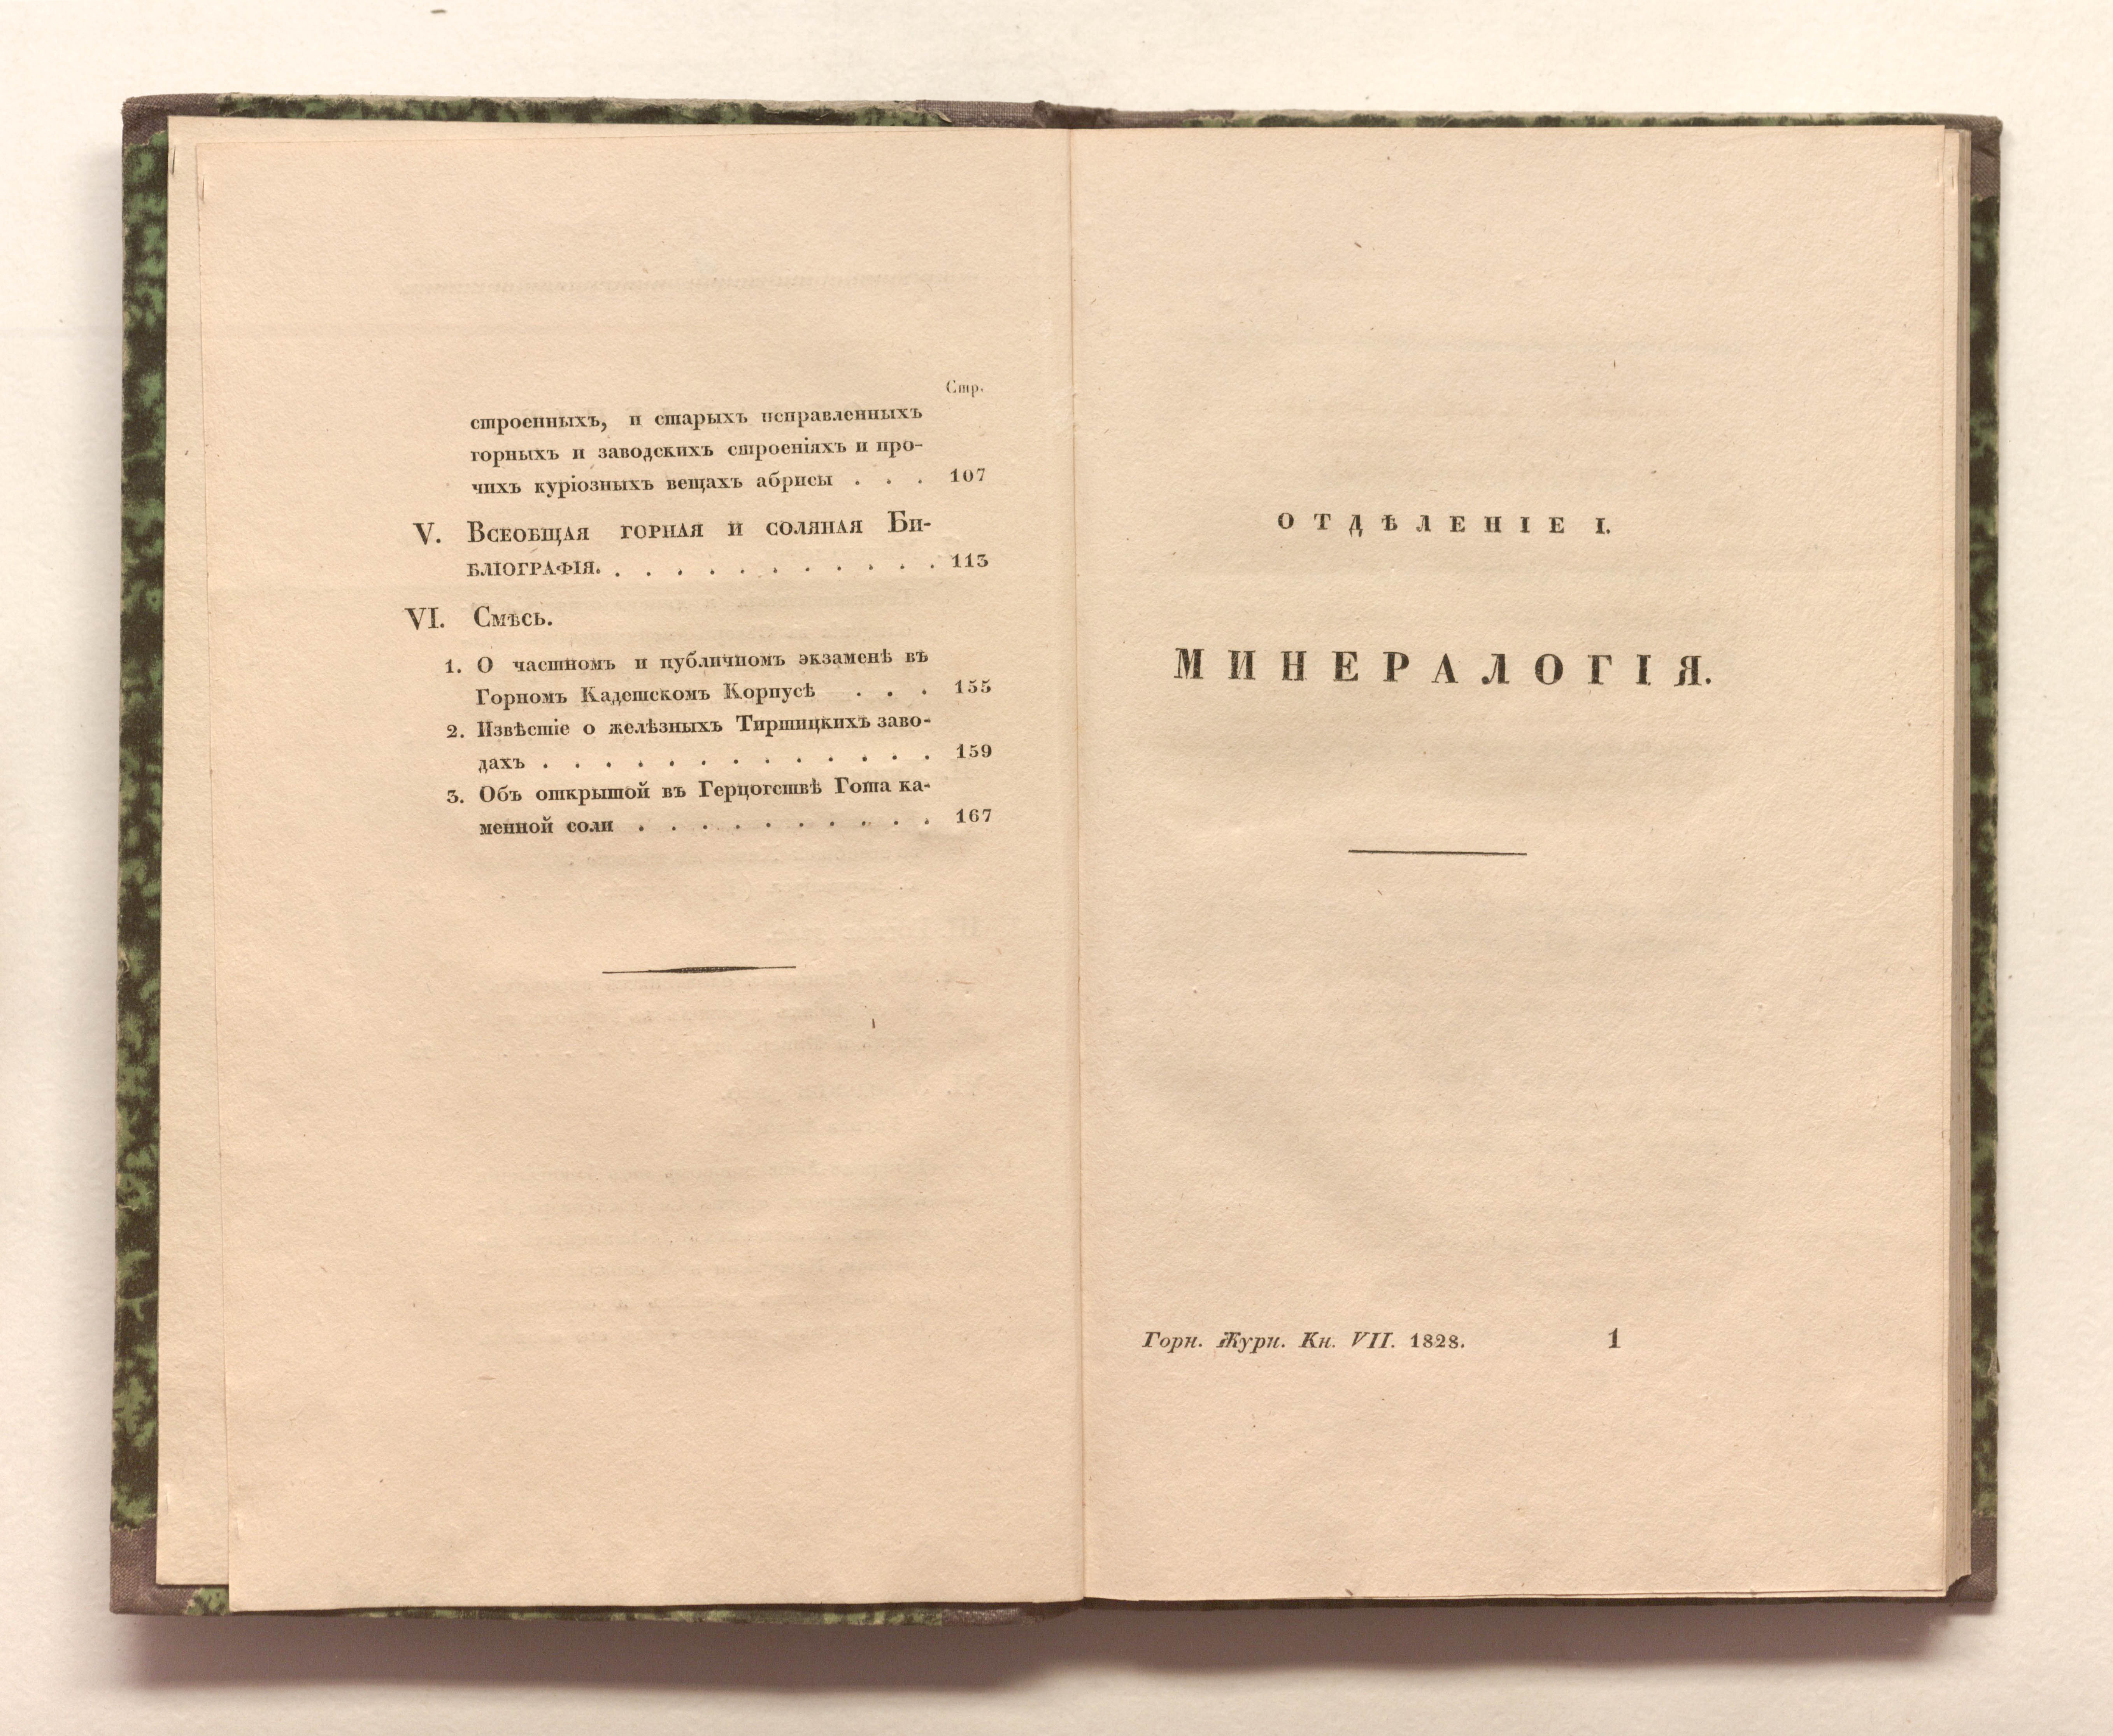 Стр.
строенныхъ, и старыхъ исправленныхъ
горныхъ и заводскихъ строеніяхъ и про-
чихъ куріозныхъ вещахъ абрисы . . . 107
V. Всеобщая горная и соляная Би-
бліографія. . . . . . . . . . . . 113
VI. Смѣсь.
1. О частномъ и публичномъ экзаменѣ въ
Горномъ Кадетскомъ Корпусѣ . . . 155
2. Извѣстіе о желѣзныхъ Тиршицкихъ заво-
дахъ . . . . . . . . . . . . . 159
3. Объ открытой въ Герцогствѣ Гота ка-
менной соли . . . . . . . . . . 167
ОТДѢЛЕНІЕ I.
МИНЕРАЛОГІЯ.
Горн. Журн. Кн. VII. 1828. 1